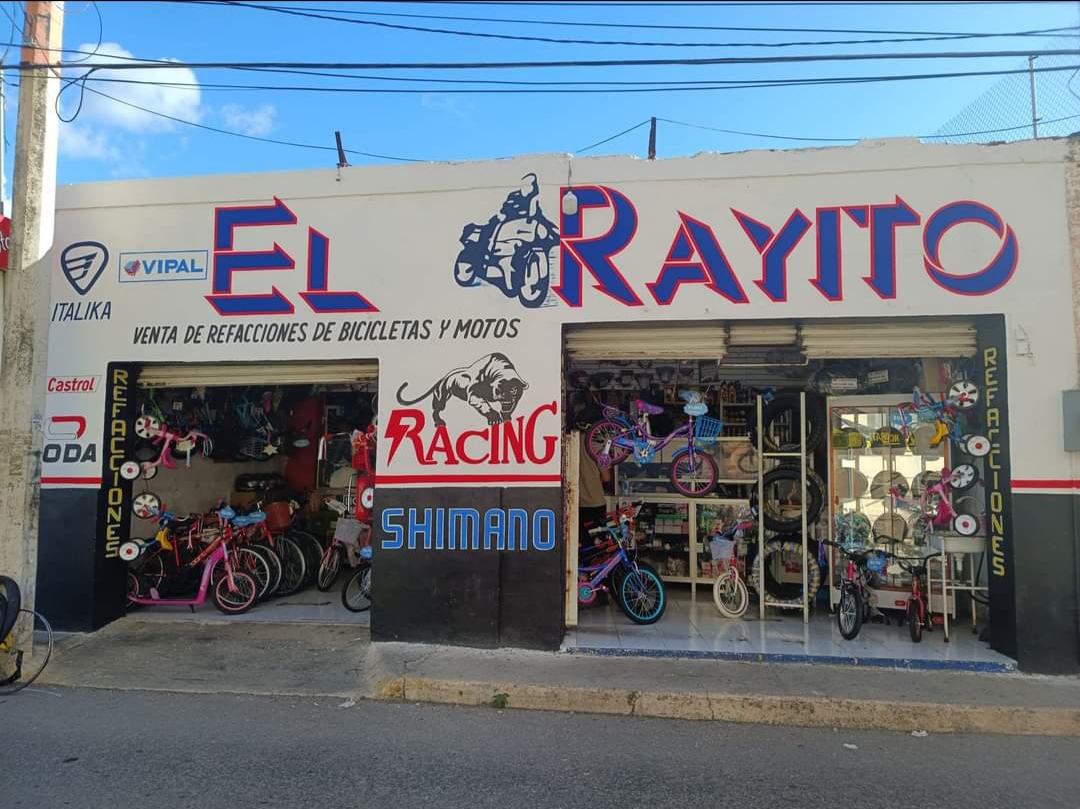 EL RAYITO
ITALIKA
VIPAL
VENTA DE REFACCIONES DE BICICLETAS Y MOTOS
Castrol
ODA
REFACCIONES
RACING
SHIMANO
REFACCIONES